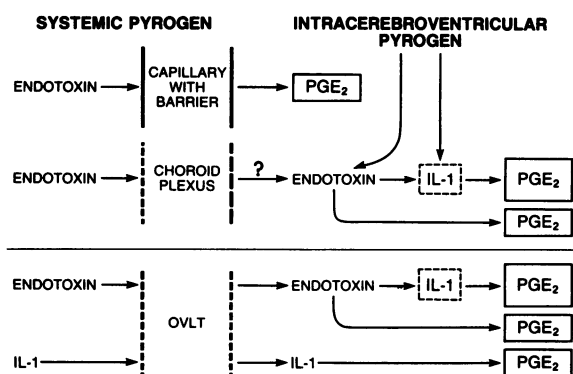 SYSTEMIC PYROGEN
INTRACEREBROVENTRICULAR
PYROGEN
ENDOTOXIN
CAPILLARY
WITH
BARRIER
PGE₂
ENDOTOXIN
CHOROID
PLEXUS
?
ENDOTOXIN
IL-1
PGE₂
PGE₂
ENDOTOXIN
OVLT
ENDOTOXIN
IL-1
PGE₂
PGE₂
IL-1
IL-1
PGE₂